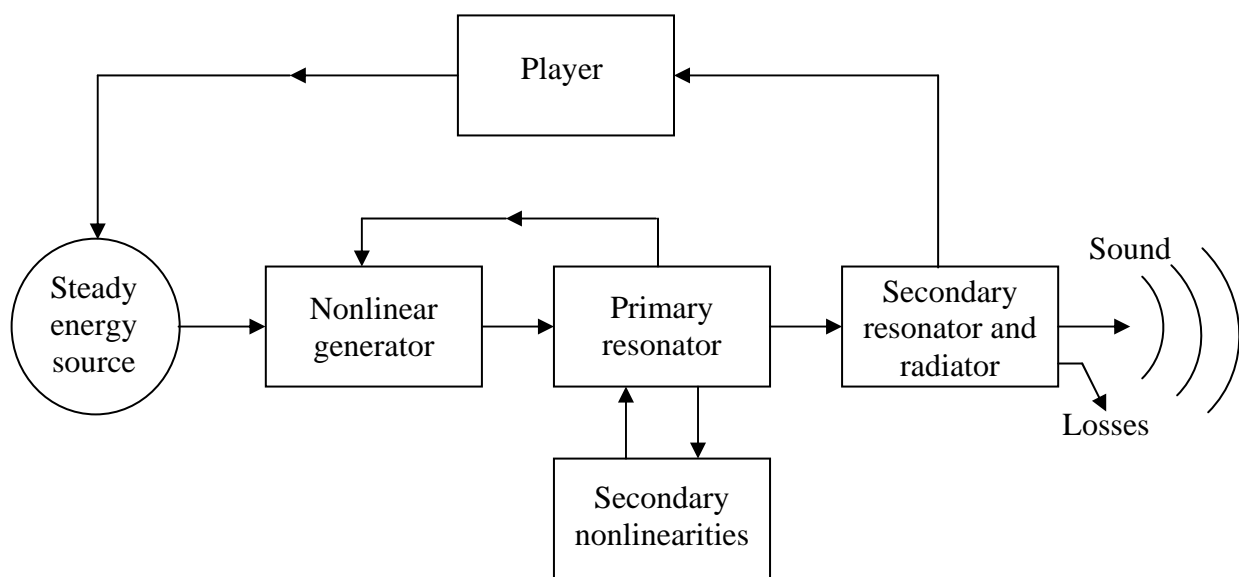 Player
Steady
energy
source
Nonlinear
generator
Primary
resonator
Secondary
resonator and
radiator
Sound
Losses
Secondary
nonlinearities